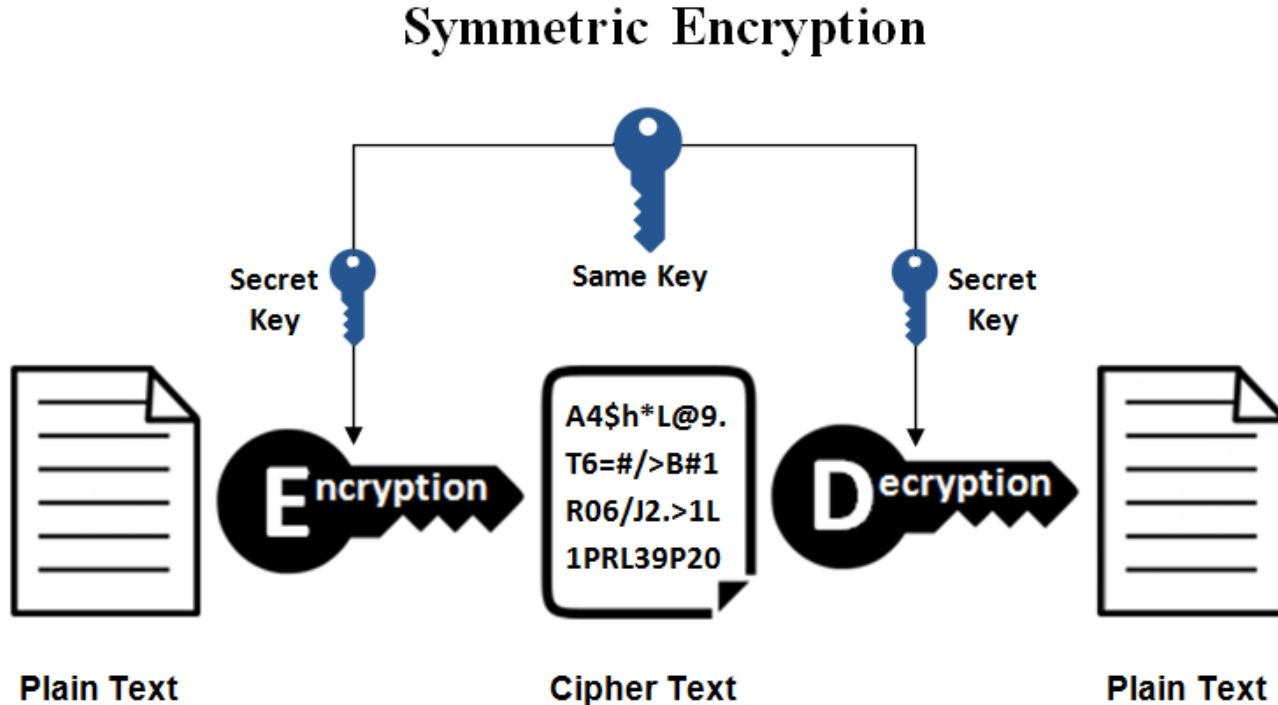 Symmetric Encryption
Same Key
Secret
Key
Secret
Key
Encryption
A4$h*L@9.
T6=#/>B#1
R06/J2.>1L
1PRL39P20
Decryption
Plain Text
Cipher Text
Plain Text